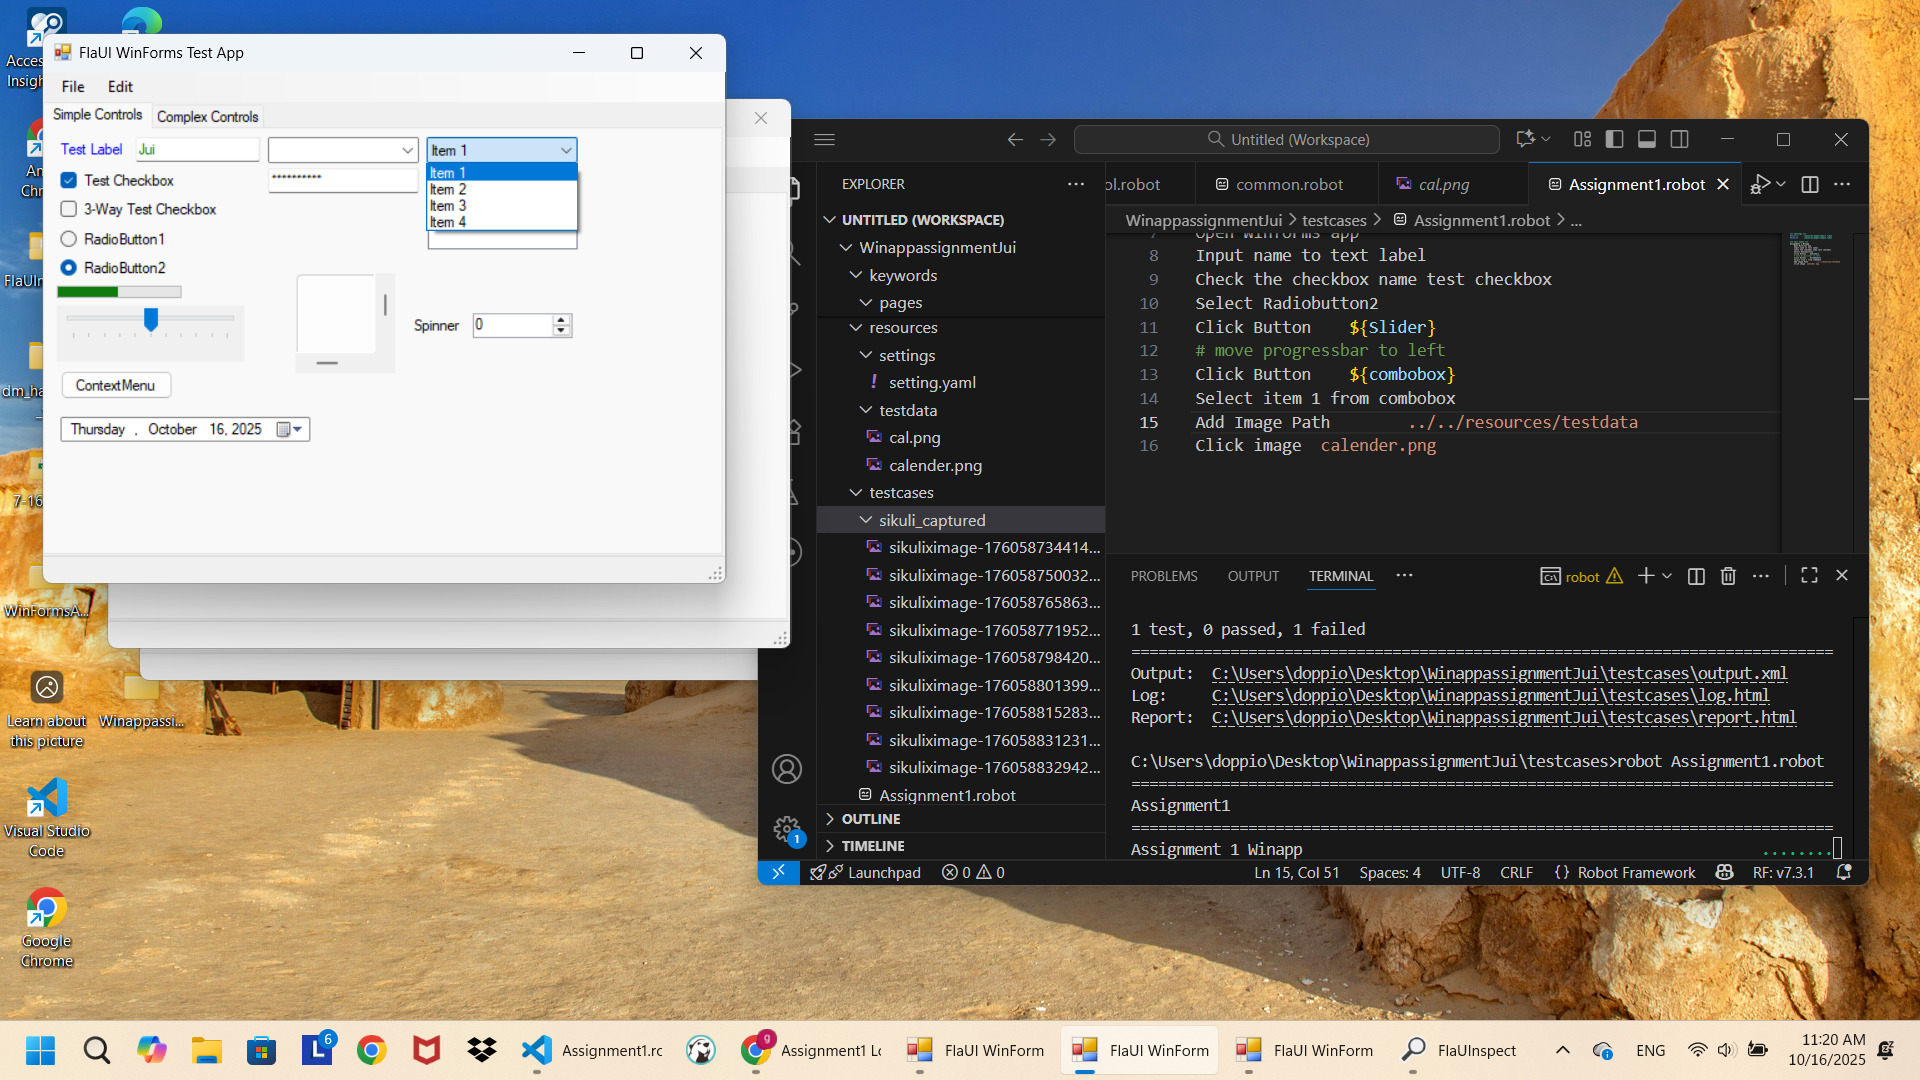 Acces
Insigh
FlaUI WinForms Test App
File Edit
Simple Controls
Complex Controls
Test Label
Jui
Item 1
Item 1
Item 2
Item 3
Item 4
**********
Test Checkbox
3-Way Test Checkbox
RadioButton1
RadioButton2
Spinner
0
ContextMenu
Thursday , October 16, 2025
An
Chr
FlaUIn
dm_ha
7-16
WinFormsA...
Learn about
this picture
Winappassi...
Visual Studio
Code
Google
Chrome
Untitled (Workspace)
EXPLORER
UNTITLED (WORKSPACE)
WinappassignmentJui
keywords
pages
resources
settings
! setting.yaml
testdata
cal.png
calender.png
testcases
sikuli_captured
sikuliximage-176058734414...
sikuliximage-176058750032...
sikuliximage-176058765863...
sikuliximage-176058771952...
sikuliximage-176058798420...
sikuliximage-176058801399...
sikuliximage-176058815283...
sikuliximage-176058831231...
sikuliximage-176058832942...
Assignment1.robot
OUTLINE
TIMELINE
1
ol.robot
common.robot
cal.png
Assignment1.robot
WinappassignmentJui > testcases > Assignment1.robot > ...
7 Open winforms app
8 Input name to text label
9 Check the checkbox name test checkbox
10 Select Radiobutton2
11 Click Button ${Slider}
12 # move progressbar to left
13 Click Button ${combobox}
14 Select item 1 from combobox
15 Add Image Path ../../resources/testdata
16 Click image calender.png
PROBLEMS OUTPUT TERMINAL ...
robot
1 test, 0 passed, 1 failed
==============================================================================
Output: C:\Users\doppio\Desktop\WinappassignmentJui\testcases\output.xml
Log: C:\Users\doppio\Desktop\WinappassignmentJui\testcases\log.html
Report: C:\Users\doppio\Desktop\WinappassignmentJui\testcases\report.html
C:\Users\doppio\Desktop\WinappassignmentJui\testcases>robot Assignment1.robot
==============================================================================
Assignment1
==============================================================================
Assignment 1 Winapp ........
Launchpad 0 0 Ln 15, Col 51 Spaces: 4 UTF-8 CRLF {} Robot Framework RF: v7.3.1
6
Assignment1.rc
g
Assignment1 Lo
FlaUI WinForm
FlaUI WinForm
FlaUI WinForm
FlaUInspect
ENG
11:20 AM
10/16/2025